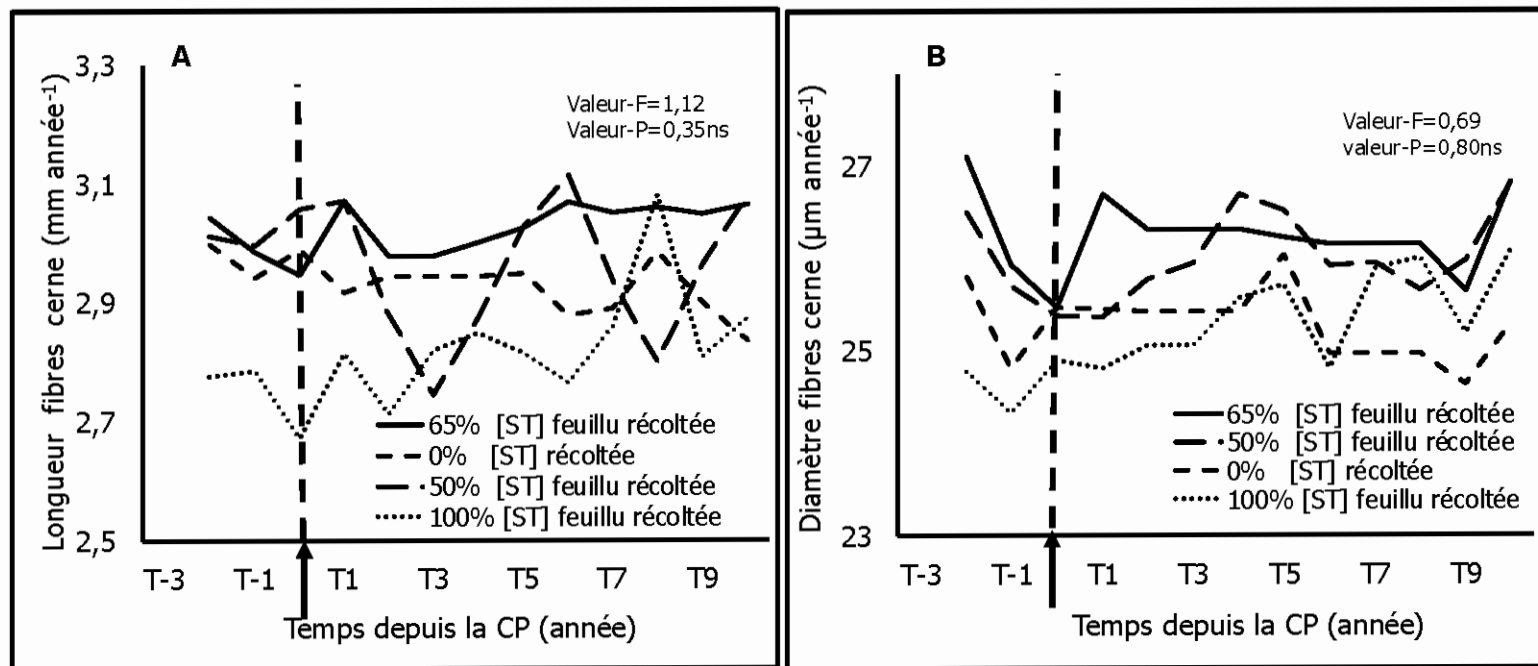 A
Longueur fibres cerne (mm année-1)
3,3
3,1
2,9
2,7
2,5
Valeur-F=1,12
Valeur-P=0,35ns
65% [ST] feuillu récoltée
0% [ST] récoltée
50% [ST] feuillu récoltée
100% [ST] feuillu récoltée
T-3 T-1 T1 T3 T5 T7 T9
Temps depuis la CP (année)
B
Diamètre fibres cerne (µm année-1)
27
25
23
Valeur-F=0,69
valeur-P=0,80ns
65% [ST] feuillu récoltée
50% [ST] feuillu récoltée
0% [ST] récoltée
100% [ST] feuillu récoltée
T-3 T-1 T1 T3 T5 T7 T9
Temps depuis la CP (année)